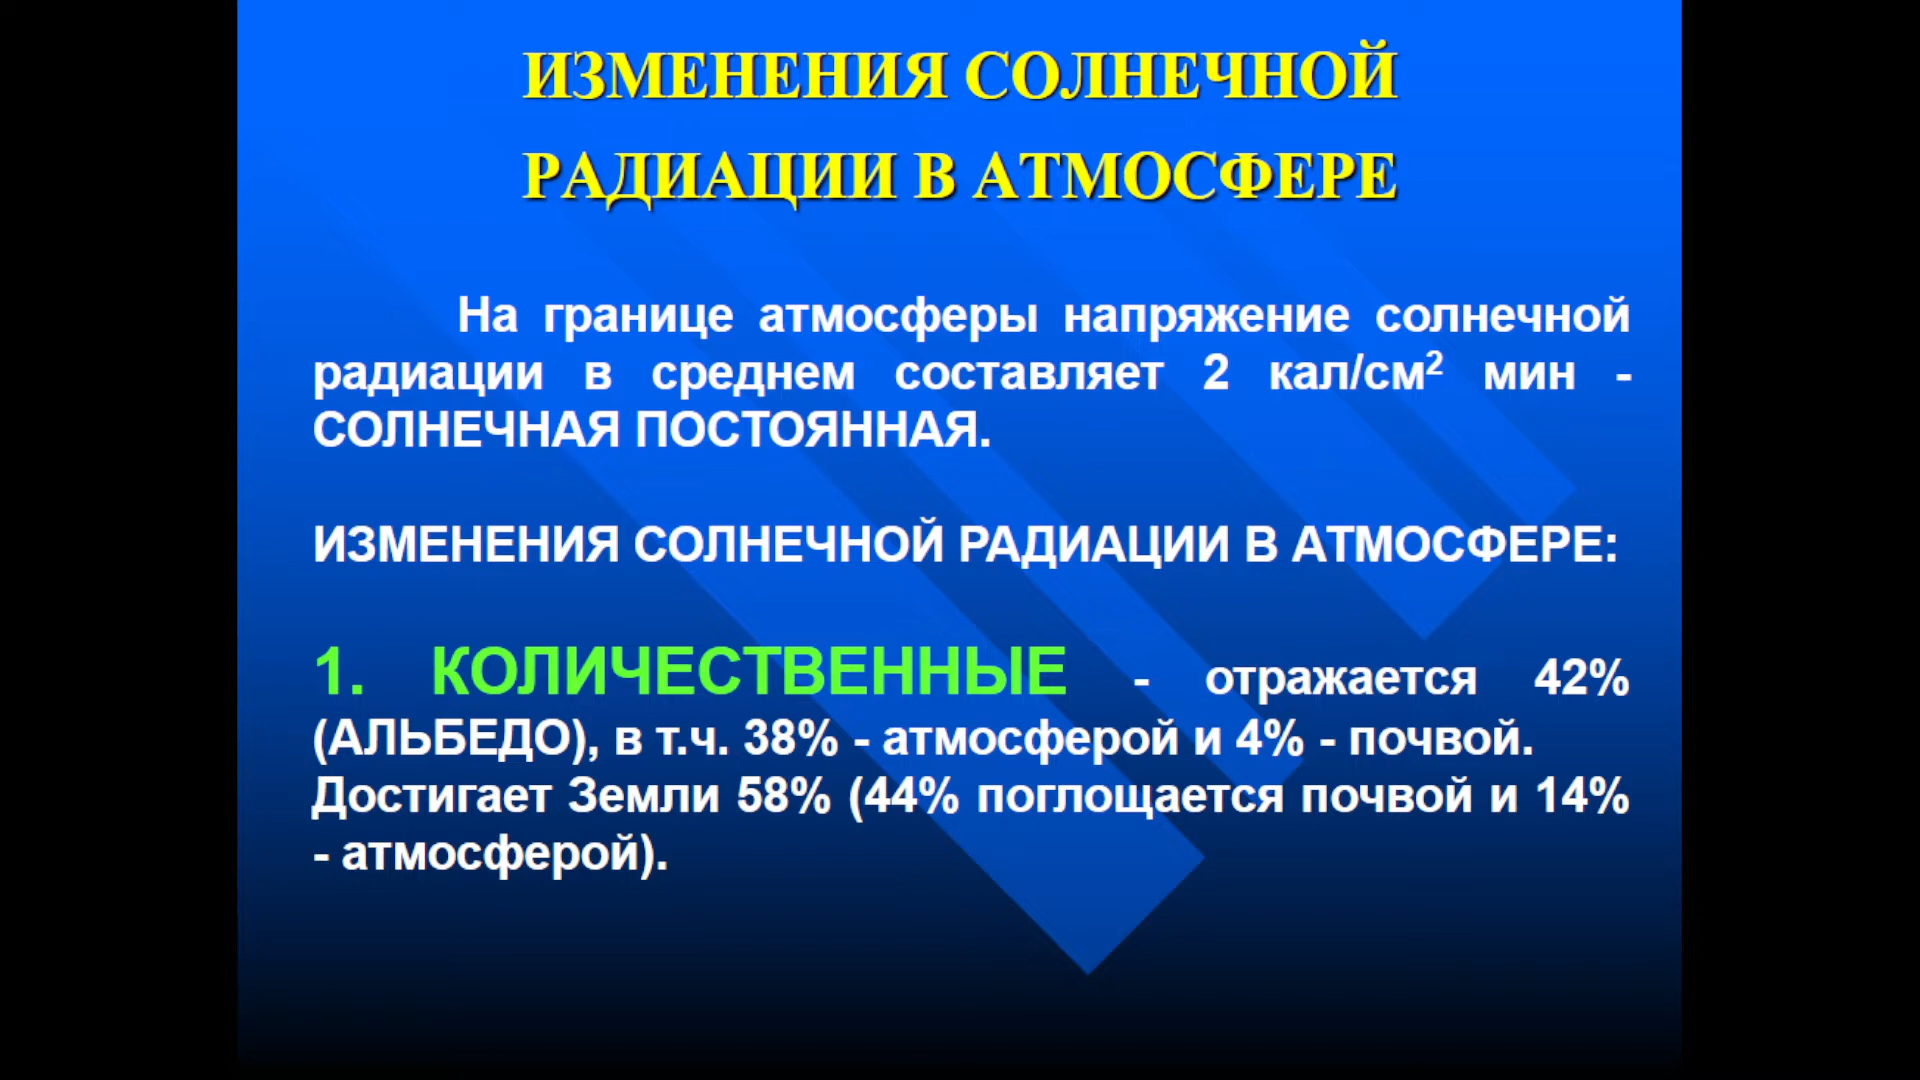 ИЗМЕНЕНИЯ СОЛНЕЧНОЙ
РАДИАЦИИ В АТМОСФЕРЕ
На границе атмосферы напряжение солнечной
радиации в среднем составляет 2 кал/см² мин -
СОЛНЕЧНАЯ ПОСТОЯННАЯ.
ИЗМЕНЕНИЯ СОЛНЕЧНОЙ РАДИАЦИИ В АТМОСФЕРЕ:
1. КОЛИЧЕСТВЕННЫЕ - отражается 42%
(АЛЬБЕДО), в т.ч. 38% - атмосферой и 4% - почвой.
Достигает Земли 58% (44% поглощается почвой и 14%
- атмосферой).